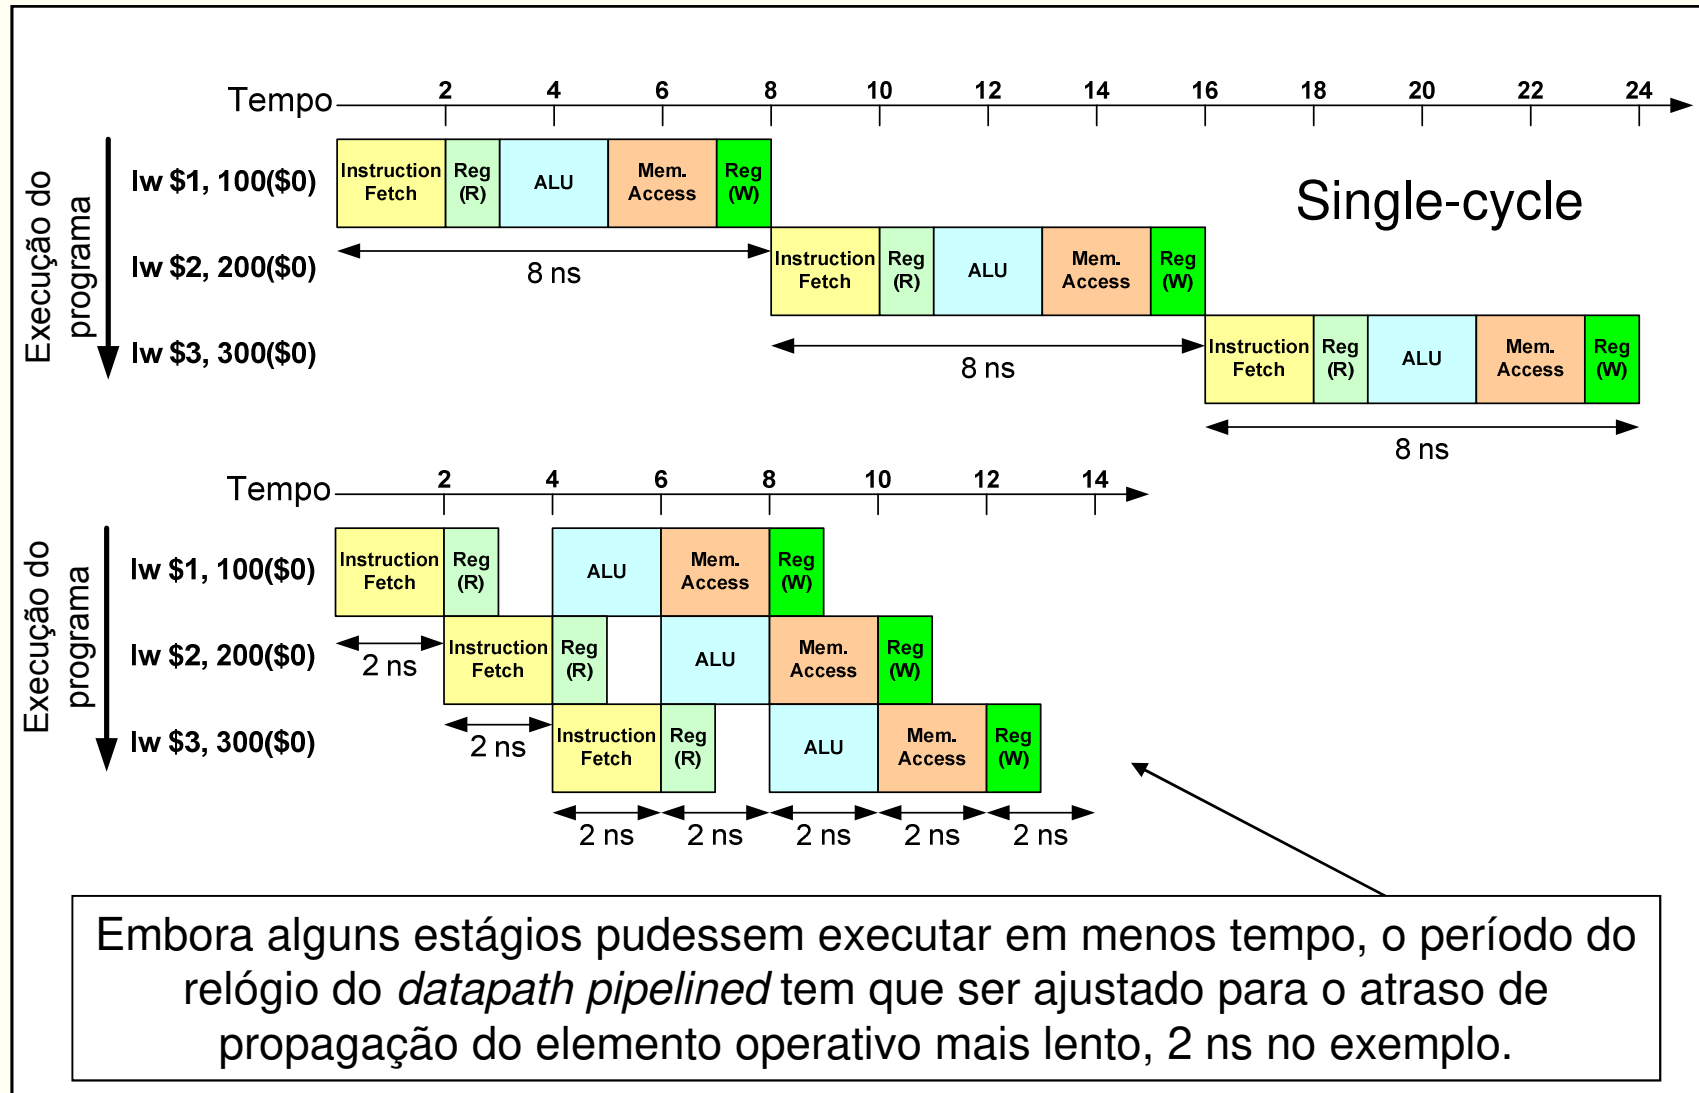 Tempo
2 4 6 8 10 12 14 16 18 20 22 24
Execução do
programa
Single-cycle
lw $1, 100($0)
Instruction
Fetch
Reg
(R)
ALU
Mem.
Access
Reg
(W)
8 ns
lw $2, 200($0)
Instruction
Fetch
Reg
(R)
ALU
Mem.
Access
Reg
(W)
8 ns
lw $3, 300($0)
Instruction
Fetch
Reg
(R)
ALU
Mem.
Access
Reg
(W)
8 ns
Tempo
2 4 6 8 10 12 14
Execução do
programa
lw $1, 100($0)
Instruction
Fetch
Reg
(R)
ALU
Mem.
Access
Reg
(W)
2 ns
lw $2, 200($0)
Instruction
Fetch
Reg
(R)
ALU
Mem.
Access
Reg
(W)
2 ns
lw $3, 300($0)
Instruction
Fetch
Reg
(R)
ALU
Mem.
Access
Reg
(W)
2 ns 2 ns 2 ns 2 ns 2 ns
Embora alguns estágios pudessem executar em menos tempo, o período do
relógio do datapath pipelined tem que ser ajustado para o atraso de
propagação do elemento operativo mais lento, 2 ns no exemplo.